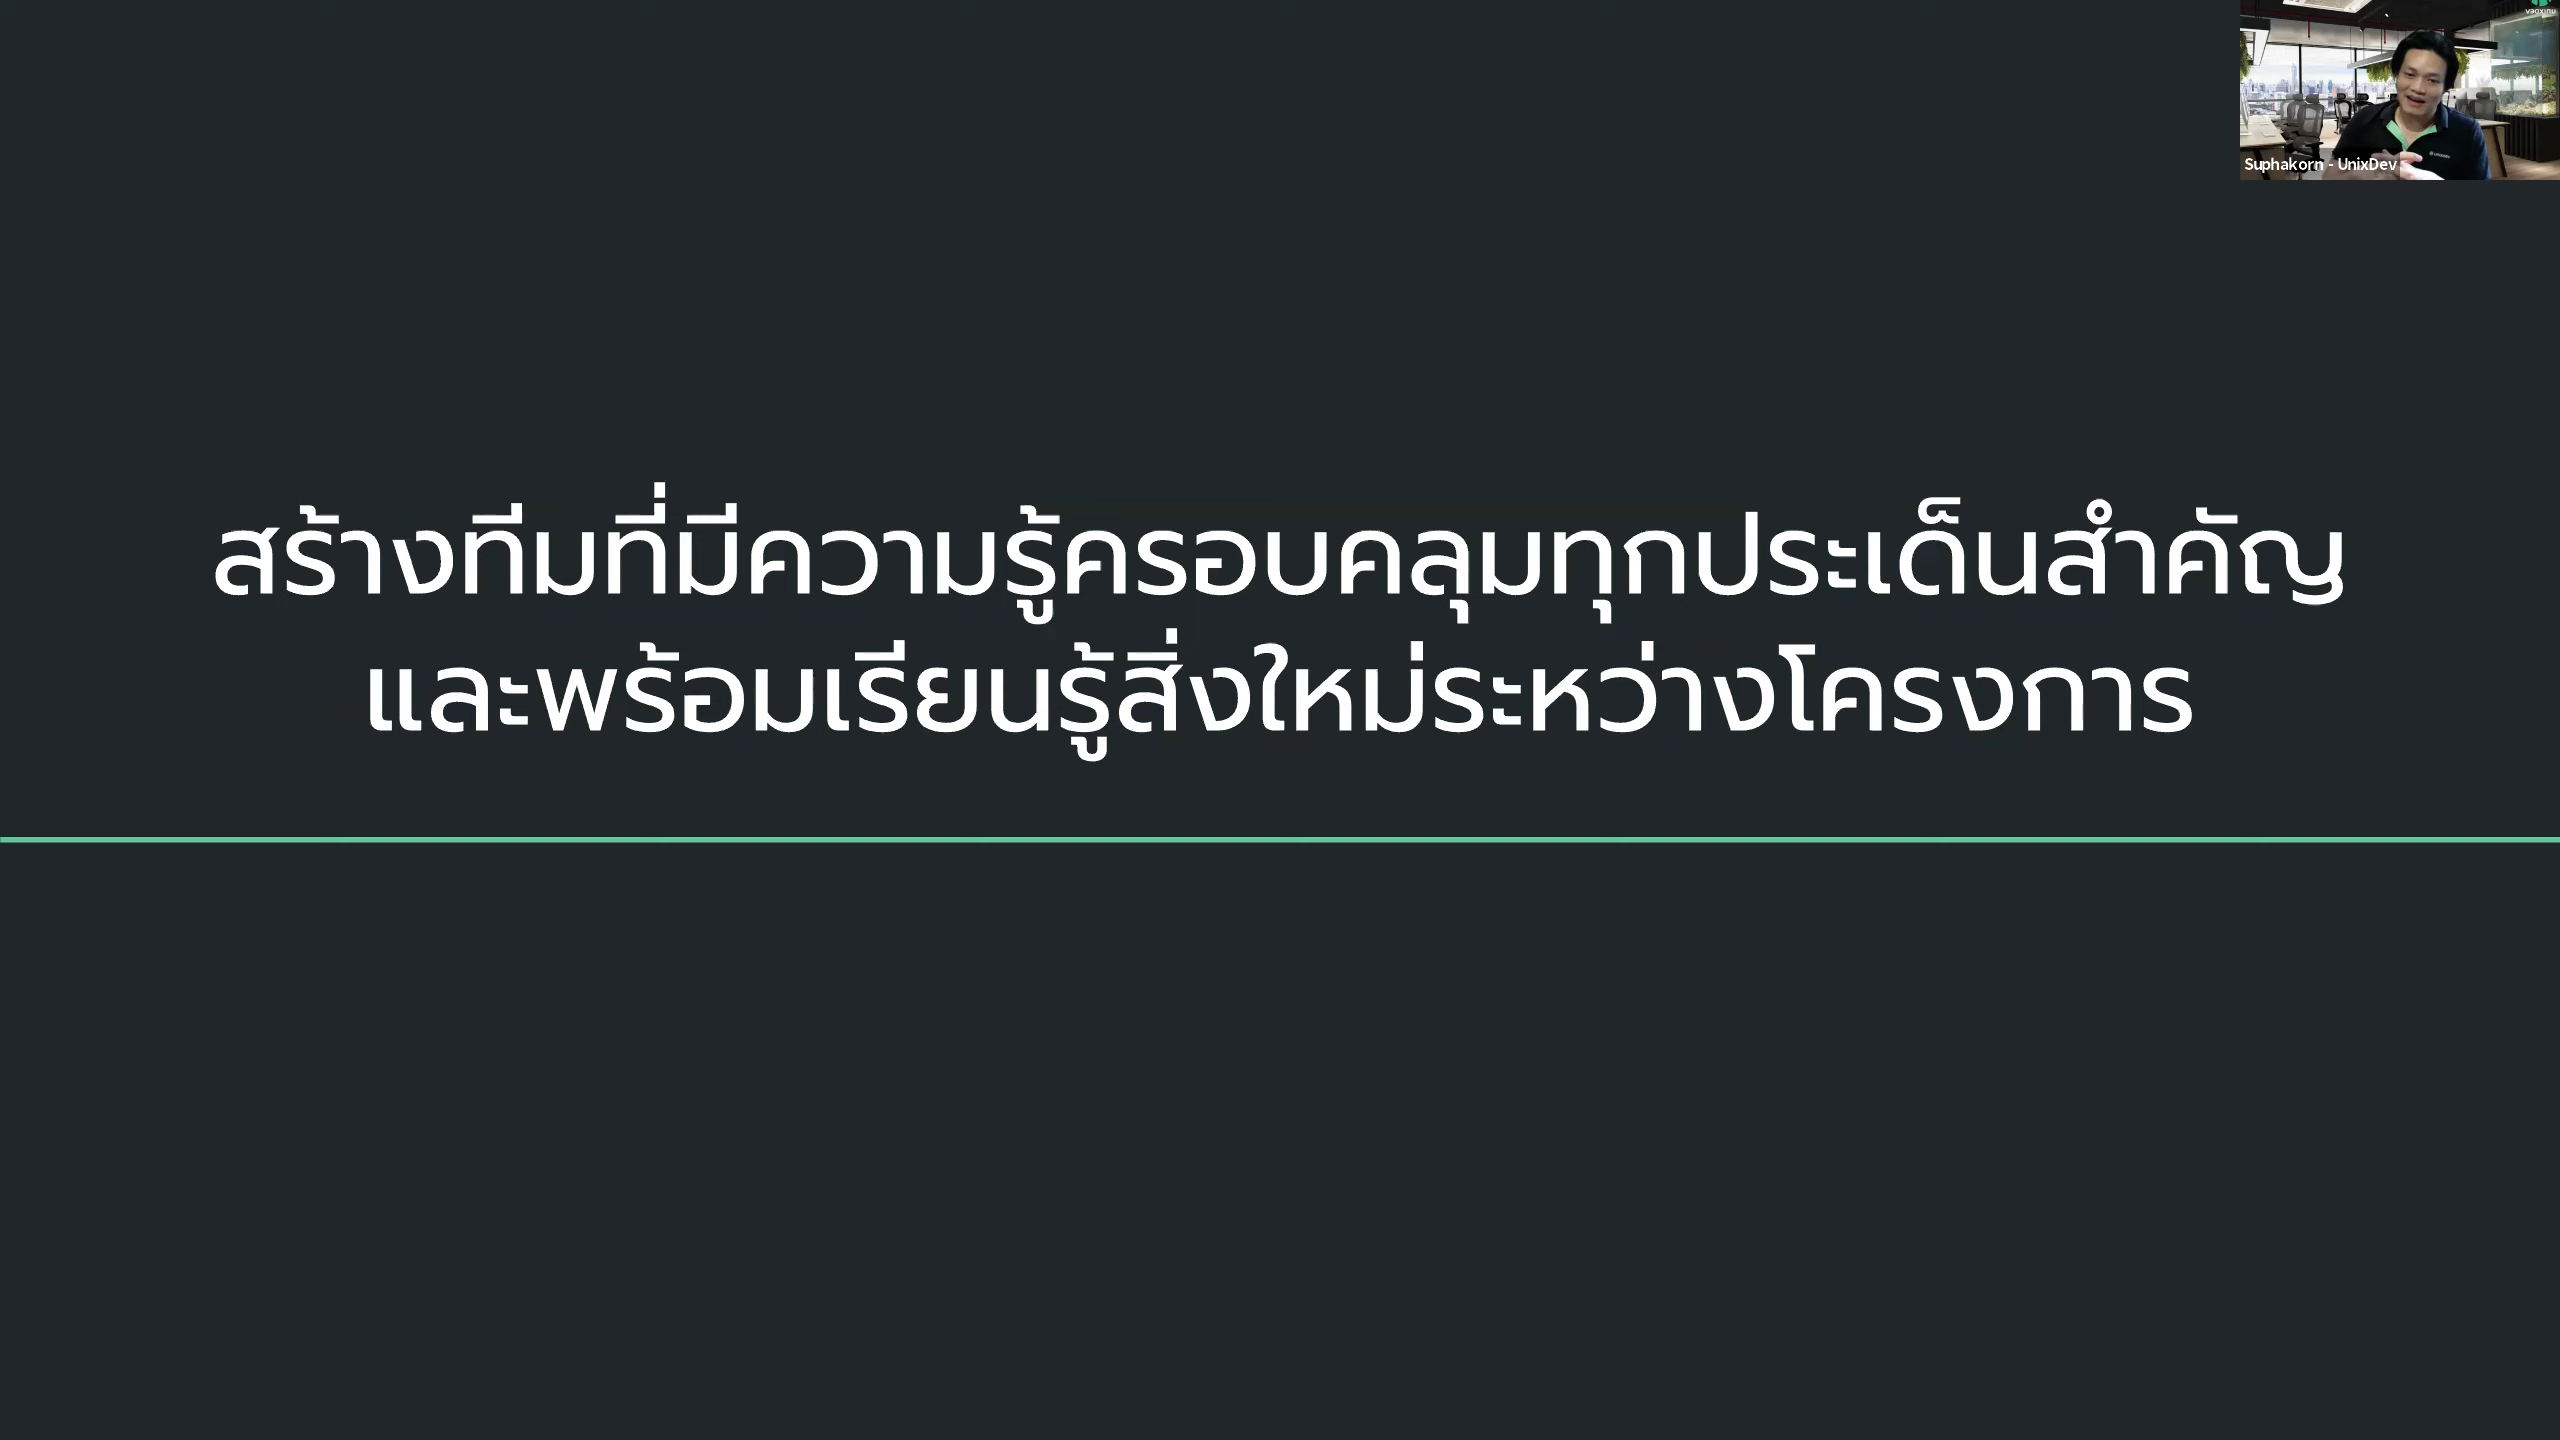 Suphakorn - UnixDev
สร้างทีมที่มีความรู้ครอบคลุมทุกประเด็นสำคัญ
และพร้อมเรียนรู้สิ่งใหม่ระหว่างโครงการ